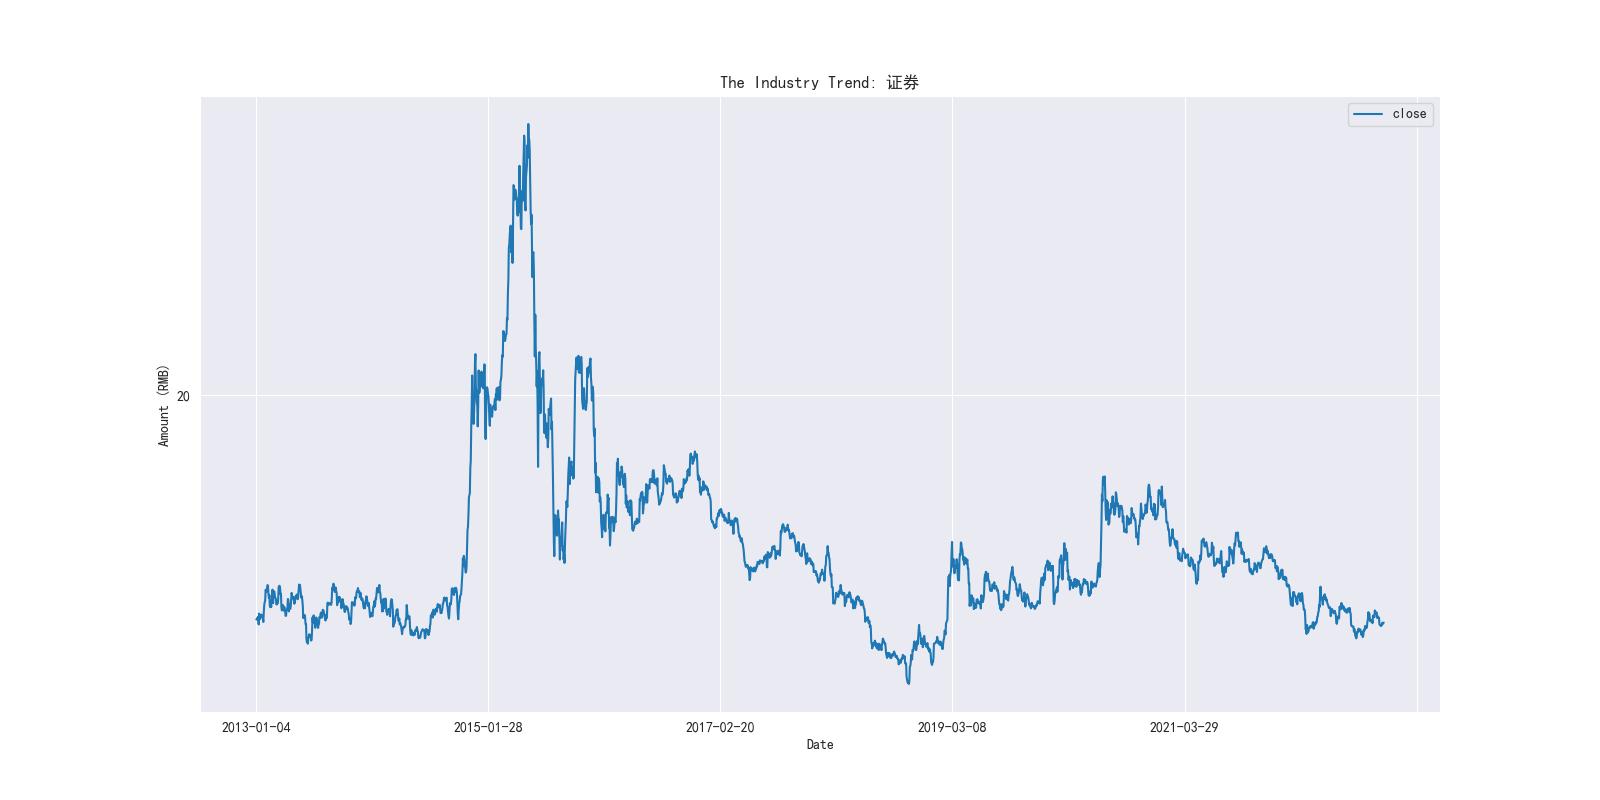 The Industry Trend: 证券
close
Amount (RMB)
20
2013-01-04
2015-01-28
2017-02-20
2019-03-08
2021-03-29
Date